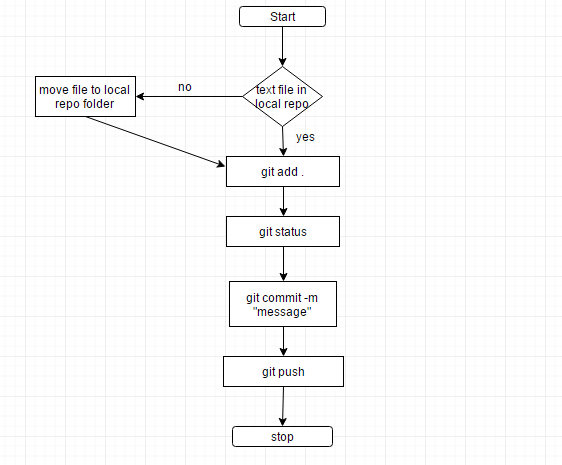 Start
text file in
local repo
no
move file to local
repo folder
yes
git add .
git status
git commit -m
"message"
git push
stop